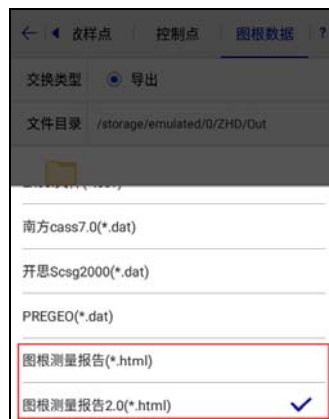 放样点 控制点 图根数据 ?
交换类型 导出
文件目录 /storage/emulated/0/ZHD/Out
南方cass7.0(*.dat)
开思Scsg2000(*.dat)
PREGEO(*.dat)
图根测量报告(*.html)
图根测量报告2.0(*.html)